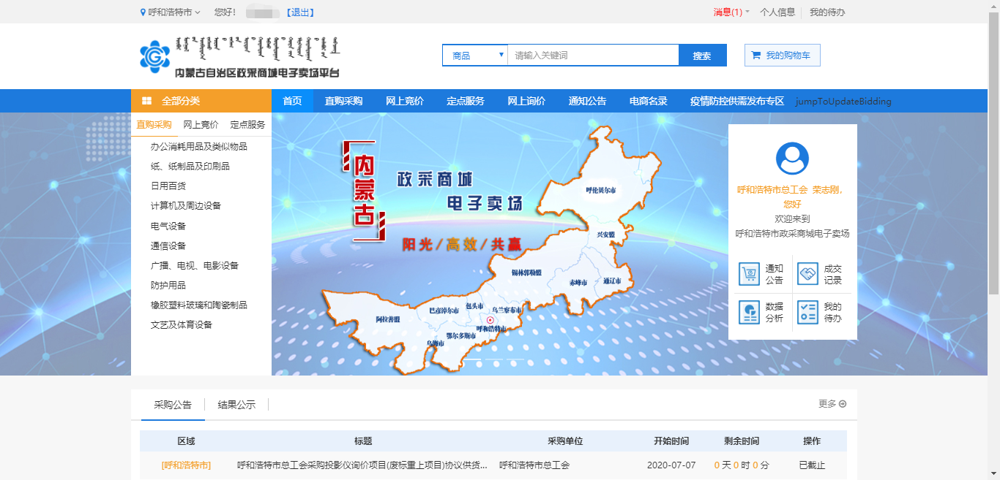 呼和浩特市 您好! 【退出】 消息(1) 个人信息 我的待办
内蒙古自治区政采商城电子卖场平台
商品 请输入关键词 搜索 我的购物车
全部分类 首页 直购采购 网上竞价 定点服务 网上询价 通知公告 电商名录 疫情防控供需发布专区 jumpToUpdateBidding
直购采购 网上竞价 定点服务
办公消耗用品及类似物品
纸、纸制品及印刷品
日用百货
计算机及周边设备
电气设备
通信设备
广播、电视、电影设备
防护用品
橡胶塑料玻璃和陶瓷制品
文艺及体育设备
内蒙古
政采商城
电子卖场
阳光/高效/共赢
呼伦贝尔市
兴安盟
锡林郭勒盟
赤峰市
通辽市
包头市
巴彦淖尔市
乌兰察布市
阿拉善盟
呼和浩特市
鄂尔多斯市
乌海市
呼和浩特市总工会 荣志刚,
您好
欢迎来到
呼和浩特市政采商城电子卖场
通知公告
成交记录
数据分析
我的待办
采购公告 结果公示 更多
区域 标题 采购单位 开始时间 剩余时间 操作
[呼和浩特市] 呼和浩特市总工会采购投影仪询价项目(废标重上项目)协议供货... 呼和浩特市总工会 2020-07-07 0 天 0 时 0 分 已截止